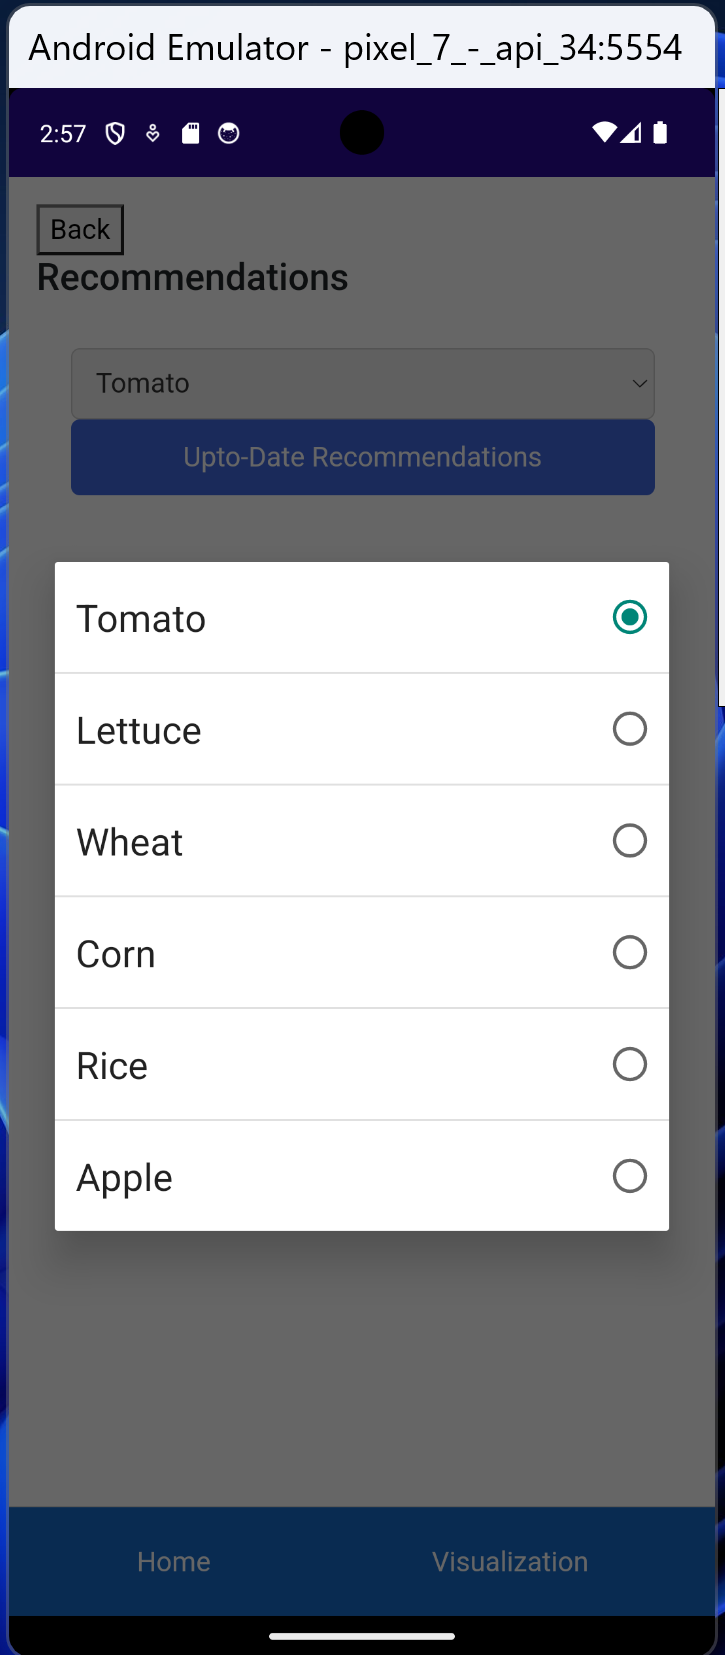 Android Emulator - pixel_7_-_api_34:5554
2:57
Back
Recommendations
Tomato
Upto-Date Recommendations
Tomato
Lettuce
Wheat
Corn
Rice
Apple
Home Visualization